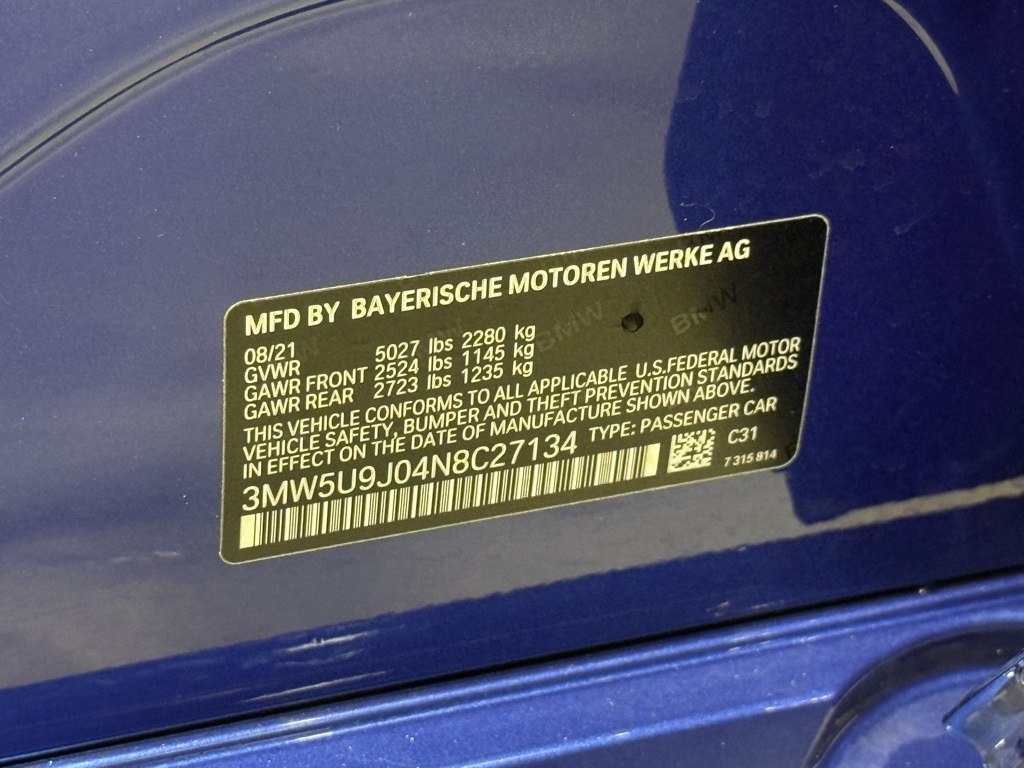 MFD BY BAYERISCHE MOTOREN WERKE AG
08/21
GVWR 5027 lbs 2280 kg
GAWR FRONT 2524 lbs 1145 kg
GAWR REAR 2723 lbs 1235 kg
THIS VEHICLE CONFORMS TO ALL APPLICABLE U.S.FEDERAL MOTOR
VEHICLE SAFETY, BUMPER AND THEFT PREVENTION STANDARDS
IN EFFECT ON THE DATE OF MANUFACTURE SHOWN ABOVE.
3MW5U9J04N8C27134 TYPE: PASSENGER CAR
C31
7 315 814
BMW
BMW